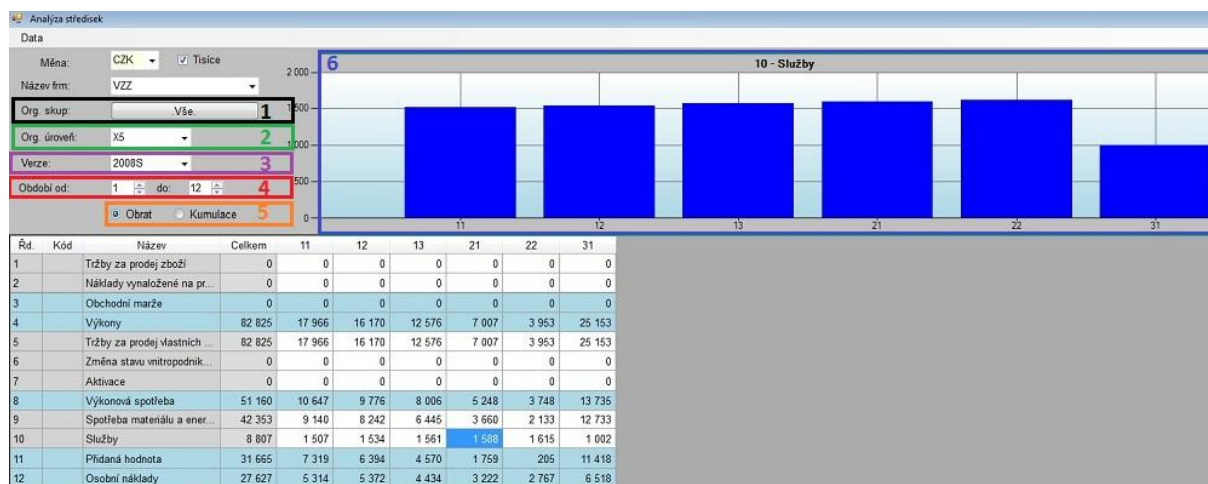 Analýza středisek
Data
Měna: CZK Tisíce
Název frm: VZZ
Org. skup: .Vše. 1
Org. úroveň: X5 2
Verze: 2008S 3
Období od: 1 do: 12 4
Obrat Kumulace 5
6 10 - Služby
2 000
500
000
500
0
11 12 13 21 22 31
Řd. Kód Název Celkem 11 12 13 21 22 31
1 Tržby za prodej zboží 0 0 0 0 0 0 0
2 Náklady vynaložené na pr... 0 0 0 0 0 0 0
3 Obchodní marže 0 0 0 0 0 0 0
4 Výkony 82 825 17 966 16 170 12 576 7 007 3 953 25 153
5 Tržby za prodej vlastních ... 82 825 17 966 16 170 12 576 7 007 3 953 25 153
6 Změna stavu vnitropodnik... 0 0 0 0 0 0 0
7 Aktivace 0 0 0 0 0 0 0
8 Výkonová spotřeba 51 160 10 647 9 776 8 006 5 248 3 748 13 735
9 Spotřeba materiálu a ener... 42 353 9 140 8 242 6 445 3 660 2 133 12 733
10 Služby 8 807 1 507 1 534 1 561 1 588 1 615 1 002
11 Přidaná hodnota 31 665 7 319 6 394 4 570 1 759 205 11 418
12 Osobní náklady 27 627 5 314 5 372 4 434 3 222 2 767 6 518